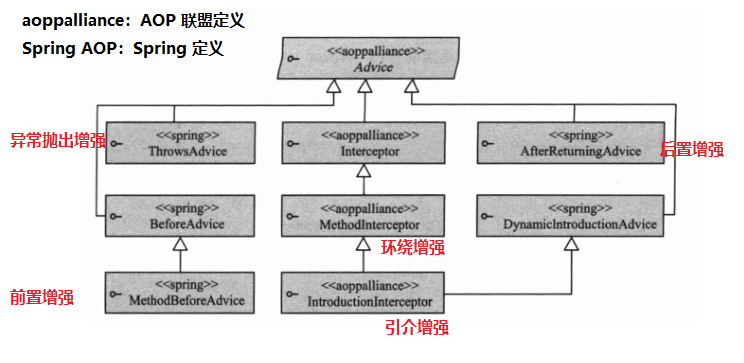 aoppalliance：AOP 联盟定义
Spring AOP：Spring 定义
<<aoppalliance>>
Advice
异常抛出增强
<<spring>>
ThrowsAdvice
<<aoppalliance>>
Interceptor
<<spring>>
AfterReturningAdvice
后置增强
<<spring>>
BeforeAdvice
<<aoppalliance>>
MethodInterceptor
环绕增强
<<spring>>
DynamicIntroductionAdvice
前置增强
<<spring>>
MethodBeforeAdvice
<<aoppalliance>>
IntroductionInterceptor
引介增强